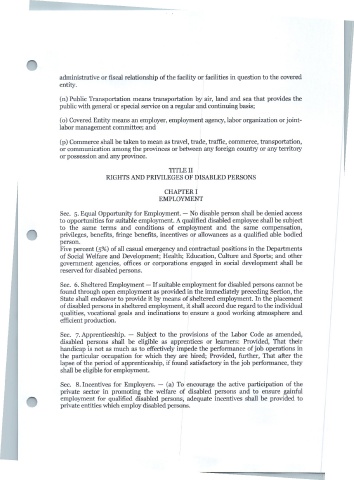 administrative or fiscal relationship of the facility or facilities in question to the covered
entity.
(n) Public Transportation means transportation by air, land and sea that provides the
public with general or special service on a regular and continuing basis;
(o) Covered Entity means an employer, employment agency, labor organization or joint-
labor management committee; and
(p) Commerce shall be taken to mean as travel, trade, traffic, commerce, transportation,
or communication among the provinces or between any foreign country or any territory
or possession and any province.
TITLE II
RIGHTS AND PRIVILEGES OF DISABLED PERSONS
CHAPTER I
EMPLOYMENT
Sec. 5. Equal Opportunity for Employment. — No disable person shall be denied access
to opportunities for suitable employment. A qualified disabled employee shall be subject
to the same terms and conditions of employment and the same compensation,
privileges, benefits, fringe benefits, incentives or allowances as a qualified able bodied
person.
Five percent (5%) of all casual emergency and contractual positions in the Departments
of Social Welfare and Development; Health; Education, Culture and Sports; and other
government agencies, offices or corporations engaged in social development shall be
reserved for disabled persons.
Sec. 6. Sheltered Employment — If suitable employment for disabled persons cannot be
found through open employment as provided in the immediately preceding Section, the
State shall endeavor to provide it by means of sheltered employment. In the placement
of disabled persons in sheltered employment, it shall accord due regard to the individual
qualities, vocational goals and inclinations to ensure a good working atmosphere and
efficient production.
Sec. 7. Apprenticeship. — Subject to the provisions of the Labor Code as amended,
disabled persons shall be eligible as apprentices or learners: Provided, That their
handicap is not as much as to effectively impede the performance of job operations in
the particular occupation for which they are hired; Provided, further, That after the
lapse of the period of apprenticeship, if found satisfactory in the job performance, they
shall be eligible for employment.
Sec. 8. Incentives for Employers. — (a) To encourage the active participation of the
private sector in promoting the welfare of disabled persons and to ensure gainful
employment for qualified disabled persons, adequate incentives shall be provided to
private entities which employ disabled persons.